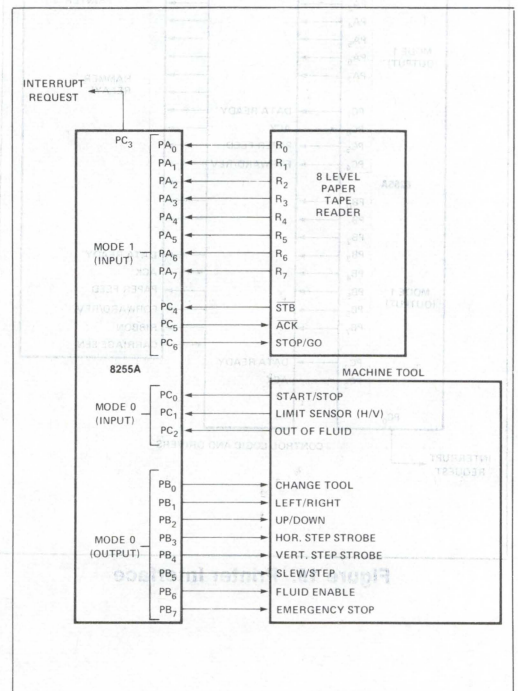 INTERRUPT
REQUEST
PC3
PA0
PA1
PA2
PA3
PA4
PA5
PA6
PA7
MODE 1
(INPUT)
PC4
PC5
PC6
R0
R1
R2
R3
R4
R5
R6
R7
8 LEVEL
PAPER
TAPE
READER
STB
ACK
STOP/GO
8255A
MACHINE TOOL
MODE 0
(INPUT)
PC0
PC1
PC2
START/STOP
LIMIT SENSOR (H/V)
OUT OF FLUID
MODE 0
(OUTPUT)
PB0
PB1
PB2
PB3
PB4
PB5
PB6
PB7
CHANGE TOOL
LEFT/RIGHT
UP/DOWN
HOR. STEP STROBE
VERT. STEP STROBE
SLEW/STEP
FLUID ENABLE
EMERGENCY STOP